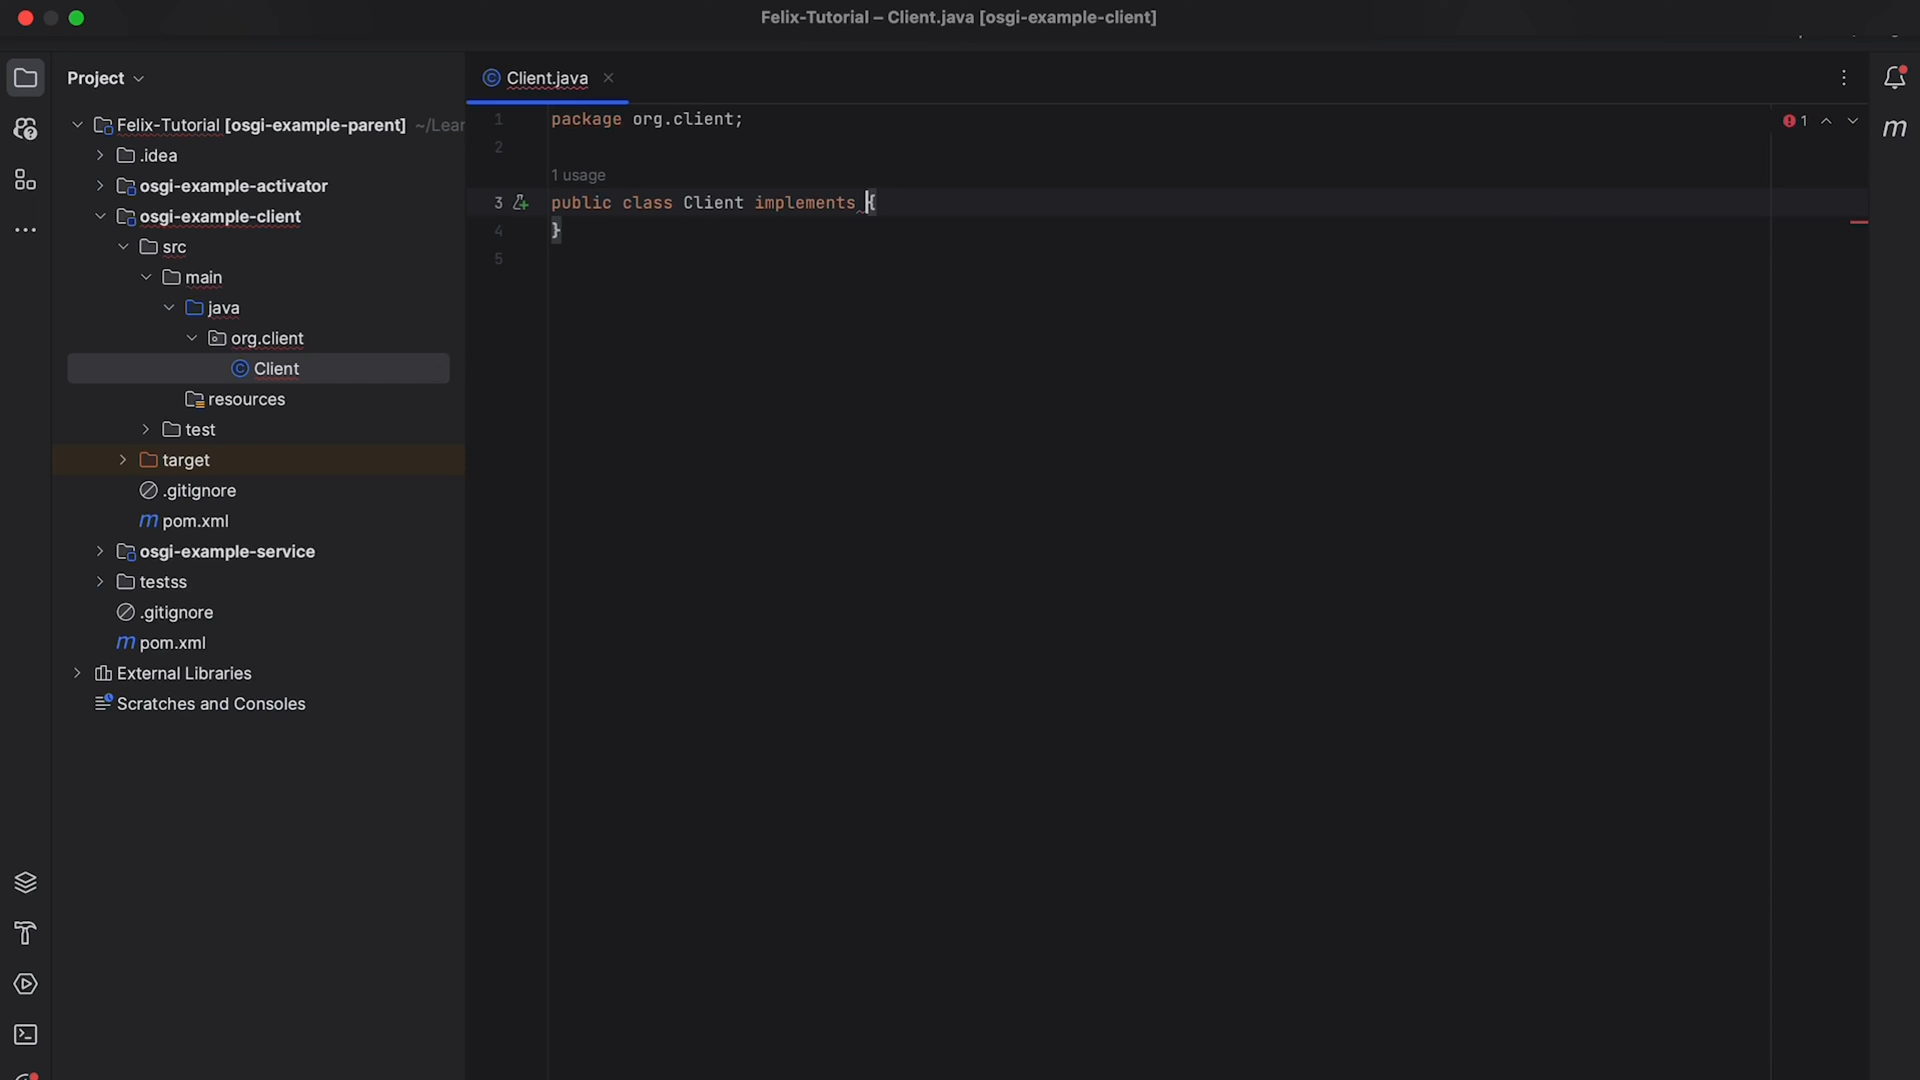 Felix-Tutorial – Client.java [osgi-example-client]
Project
Client.java
Felix-Tutorial [osgi-example-parent] ~/Lear
.idea
osgi-example-activator
osgi-example-client
src
main
java
org.client
Client
resources
test
target
.gitignore
pom.xml
osgi-example-service
testss
.gitignore
pom.xml
External Libraries
Scratches and Consoles
1 package org.client;
1
2
1 usage
3 public class Client implements {
4 }
5
m